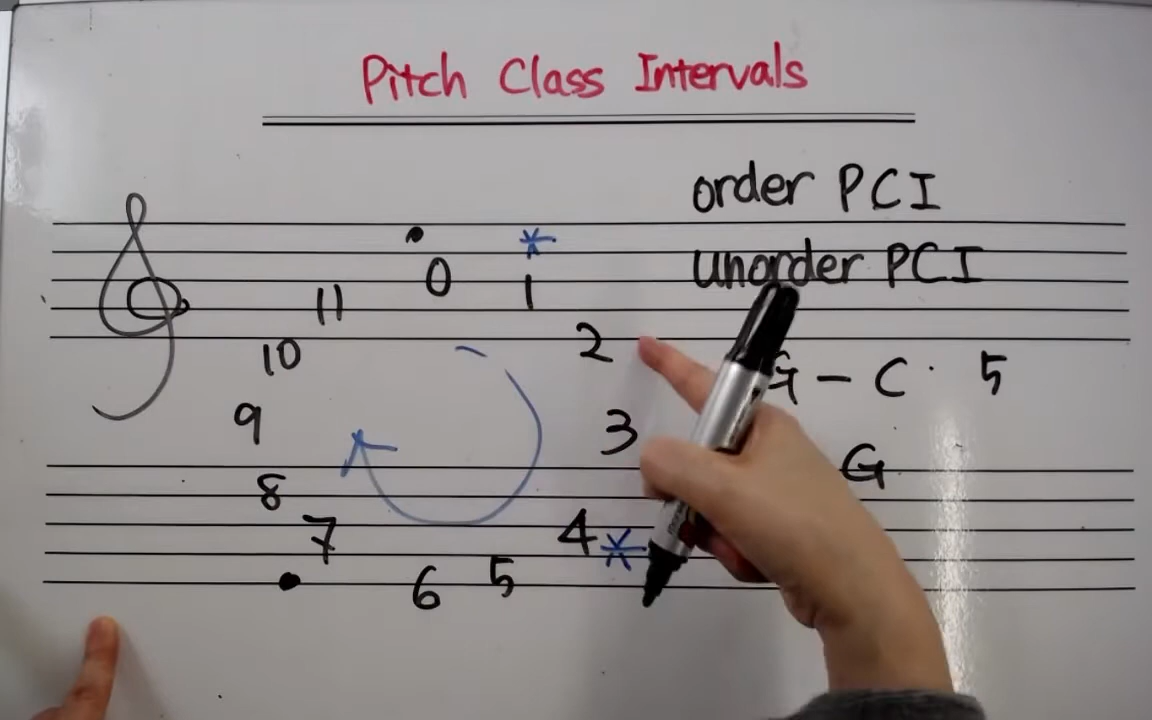 Pitch Class Intervals
order PCI
unorder PCI
0 1
11
10 2
G - C 5
9 3
G
8
7 4
6 5